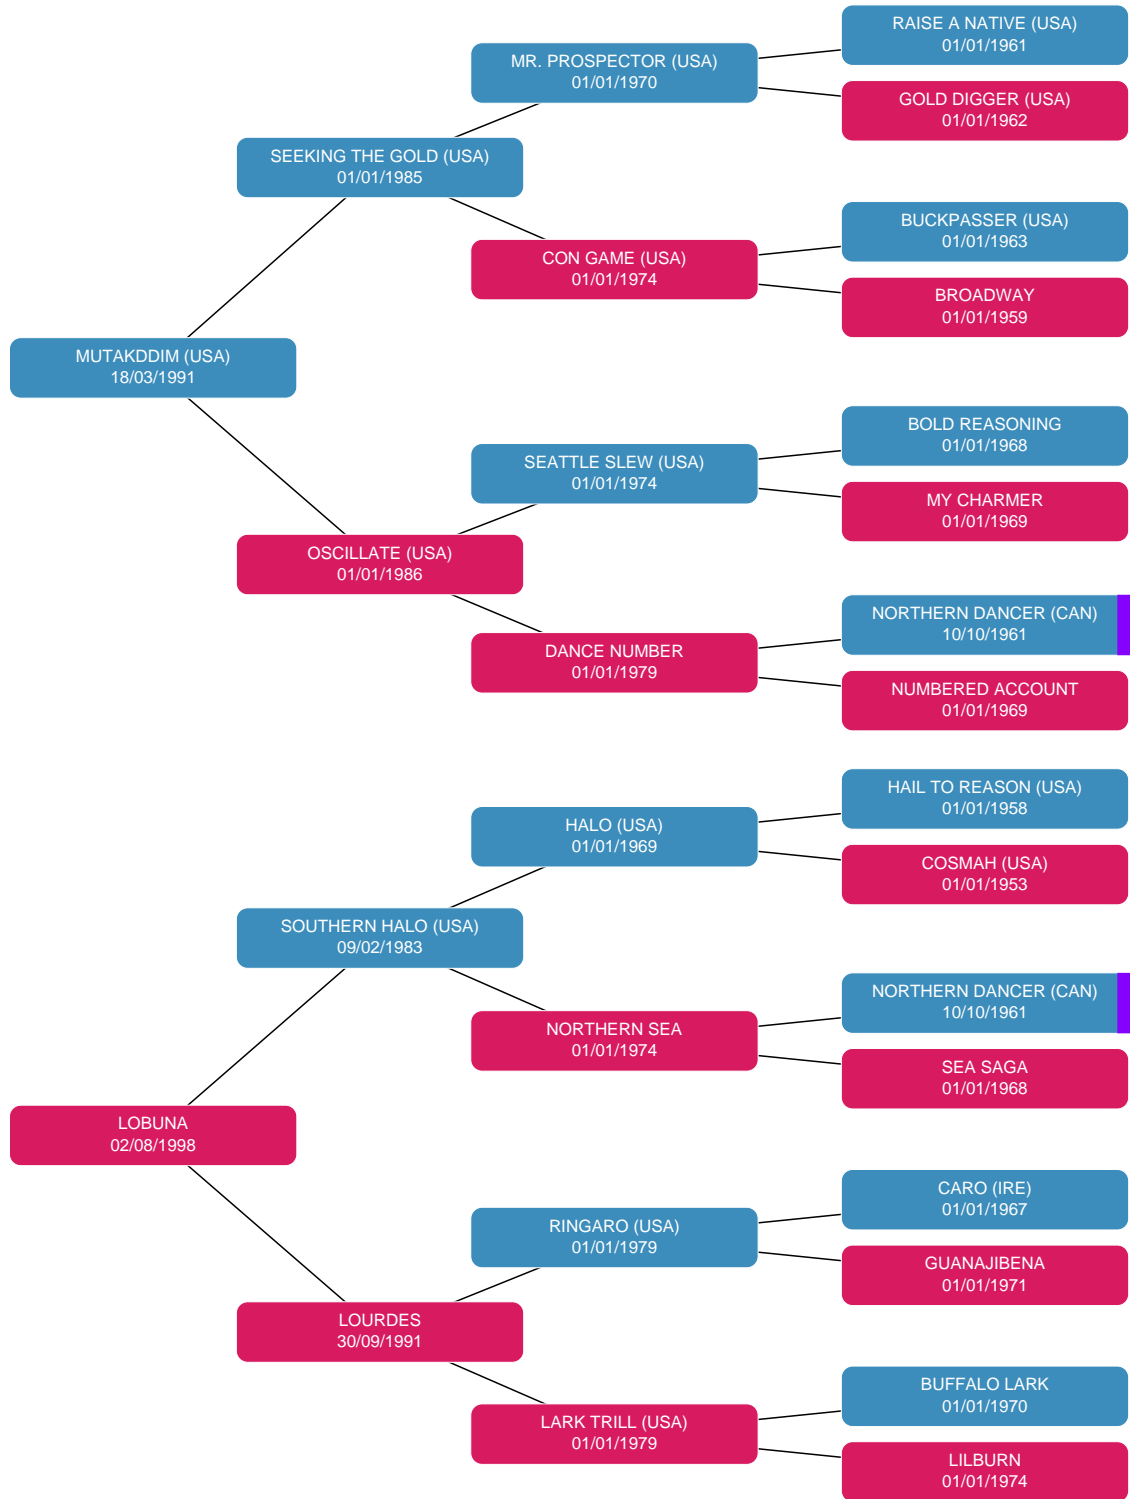 RAISE A NATIVE (USA)
01/01/1961
MR. PROSPECTOR (USA)
01/01/1970
GOLD DIGGER (USA)
01/01/1962
SEEKING THE GOLD (USA)
01/01/1985
BUCKPASSER (USA)
01/01/1963
CON GAME (USA)
01/01/1974
BROADWAY
01/01/1959
MUTAKDDIM (USA)
18/03/1991
BOLD REASONING
01/01/1968
SEATTLE SLEW (USA)
01/01/1974
MY CHARMER
01/01/1969
OSCILLATE (USA)
01/01/1986
NORTHERN DANCER (CAN)
10/10/1961
DANCE NUMBER
01/01/1979
NUMBERED ACCOUNT
01/01/1969
HAIL TO REASON (USA)
01/01/1958
HALO (USA)
01/01/1969
COSMAH (USA)
01/01/1953
SOUTHERN HALO (USA)
09/02/1983
NORTHERN DANCER (CAN)
10/10/1961
NORTHERN SEA
01/01/1974
SEA SAGA
01/01/1968
LOBUNA
02/08/1998
CARO (IRE)
01/01/1967
RINGARO (USA)
01/01/1979
GUANAJIBENA
01/01/1971
LOURDES
30/09/1991
BUFFALO LARK
01/01/1970
LARK TRILL (USA)
01/01/1979
LILBURN
01/01/1974